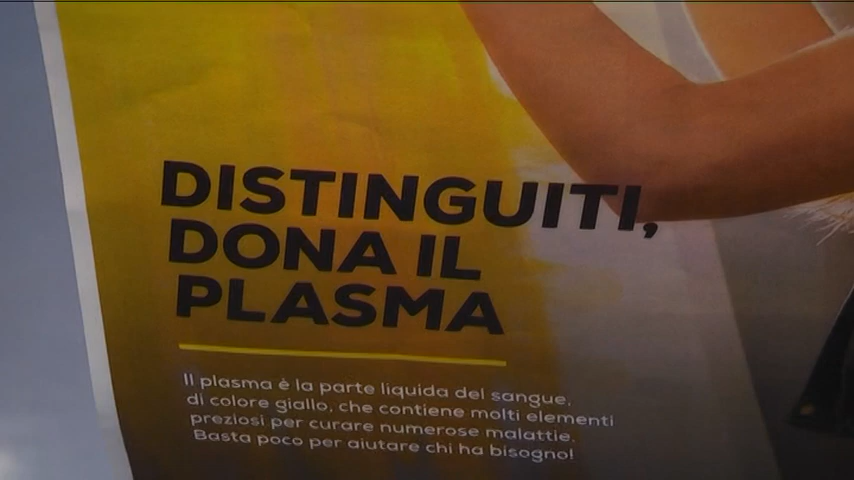 DISTINGUITI,
DONA IL
PLASMA
Il plasma è la parte liquida del sangue,
di colore giallo, che contiene molti elementi
preziosi per curare numerose malattie.
Basta poco per aiutare chi ha bisogno!